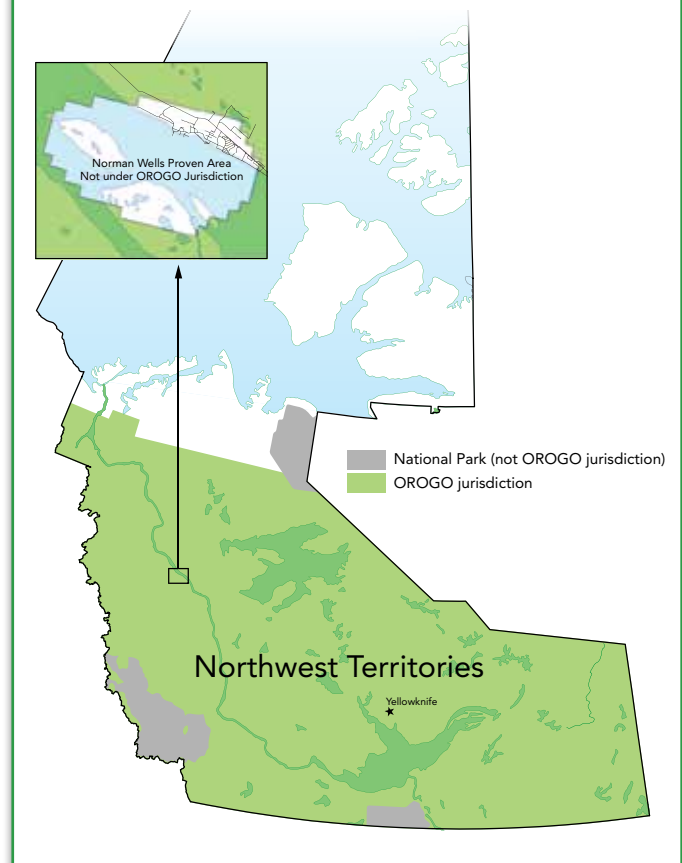 Norman Wells Proven Area
Not under OROGO Jurisdiction
National Park (not OROGO jurisdiction)
OROGO jurisdiction
Northwest Territories
Yellowknife